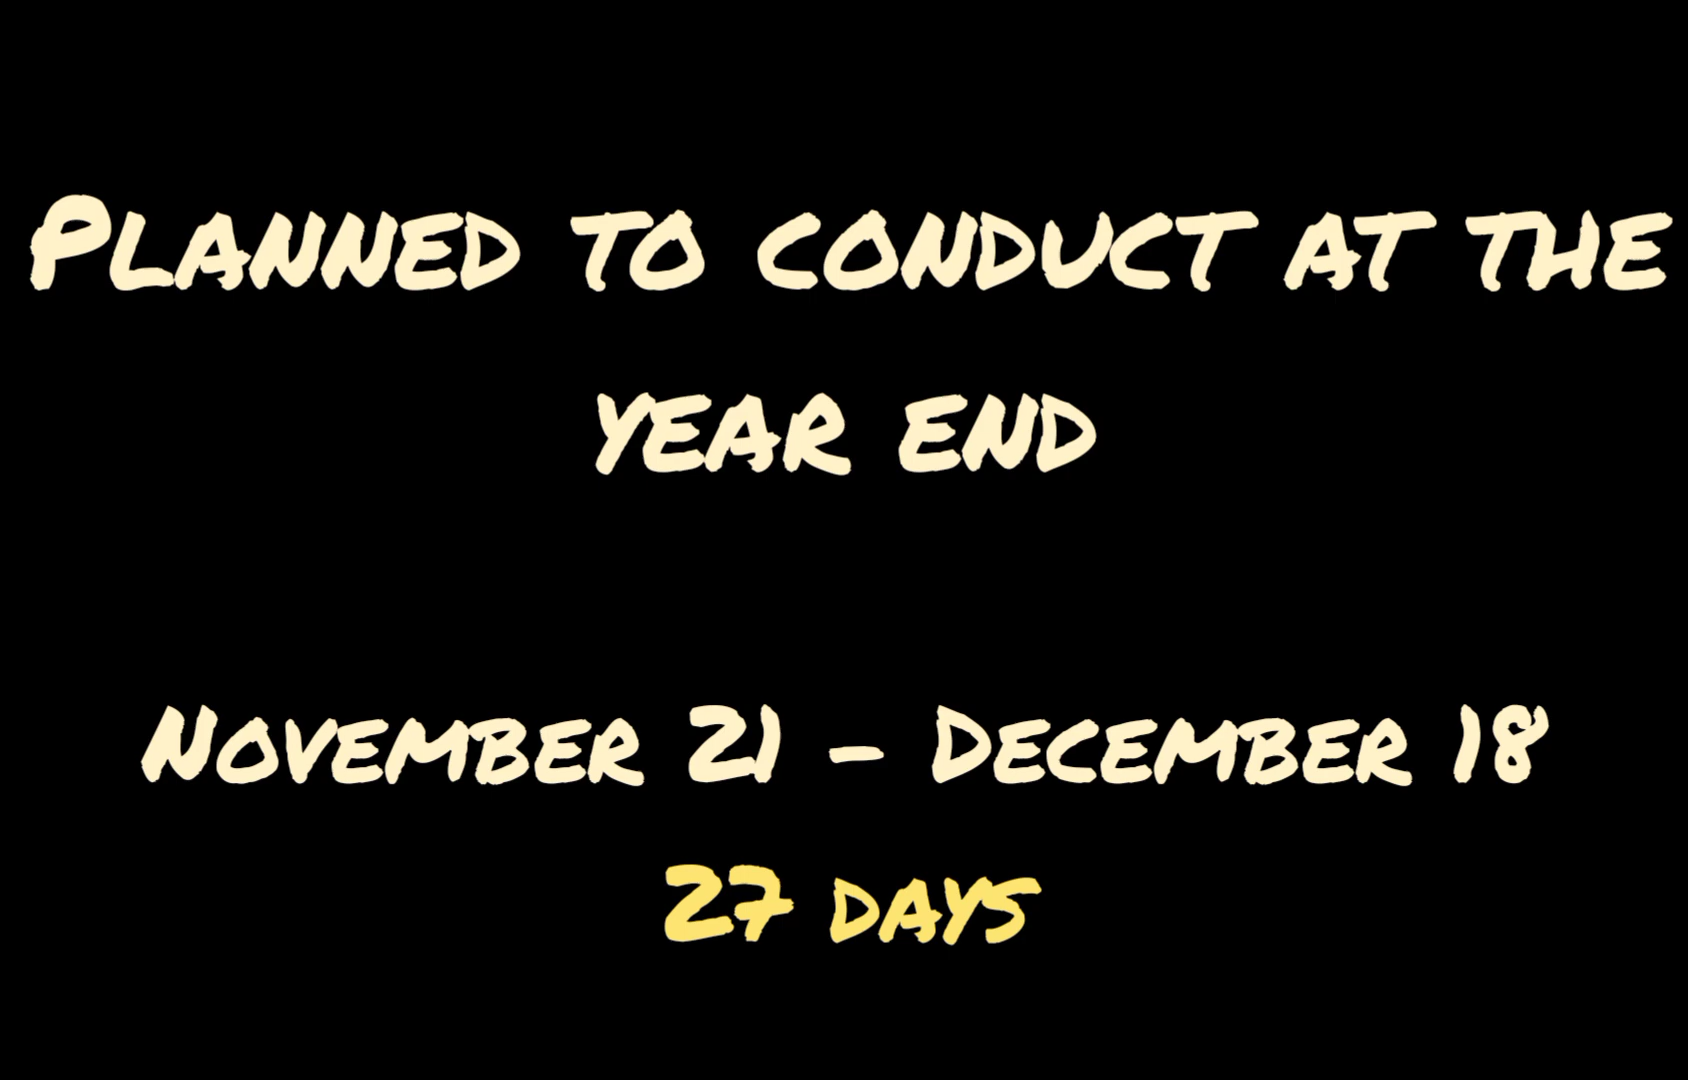 Planned to conduct at the
year end
November 21 - December 18
27 days